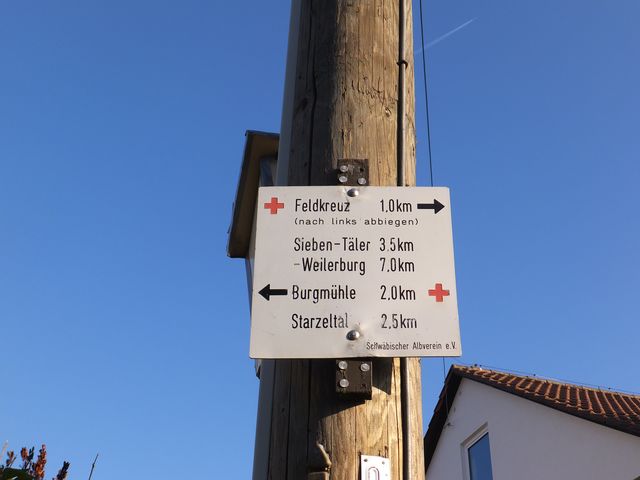 Feldkreuz 1,0km
(nach links abbiegen)
Sieben-Täler 3.5km
-Weilerburg 7,0km
Burgmühle 2,0km
Starzeltal 2,5km
Schwäbischer Albverein e.V.
0